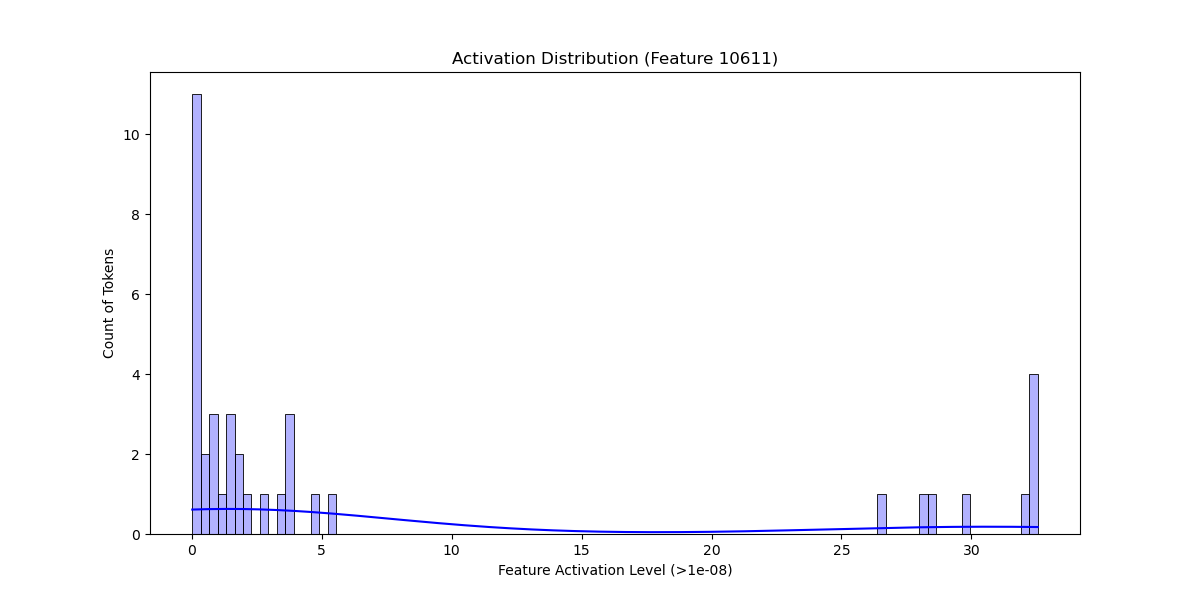 Activation Distribution (Feature 10611)
Count of Tokens
10
8
6
4
2
0
0 5 10 15 20 25 30
Feature Activation Level (>1e-08)